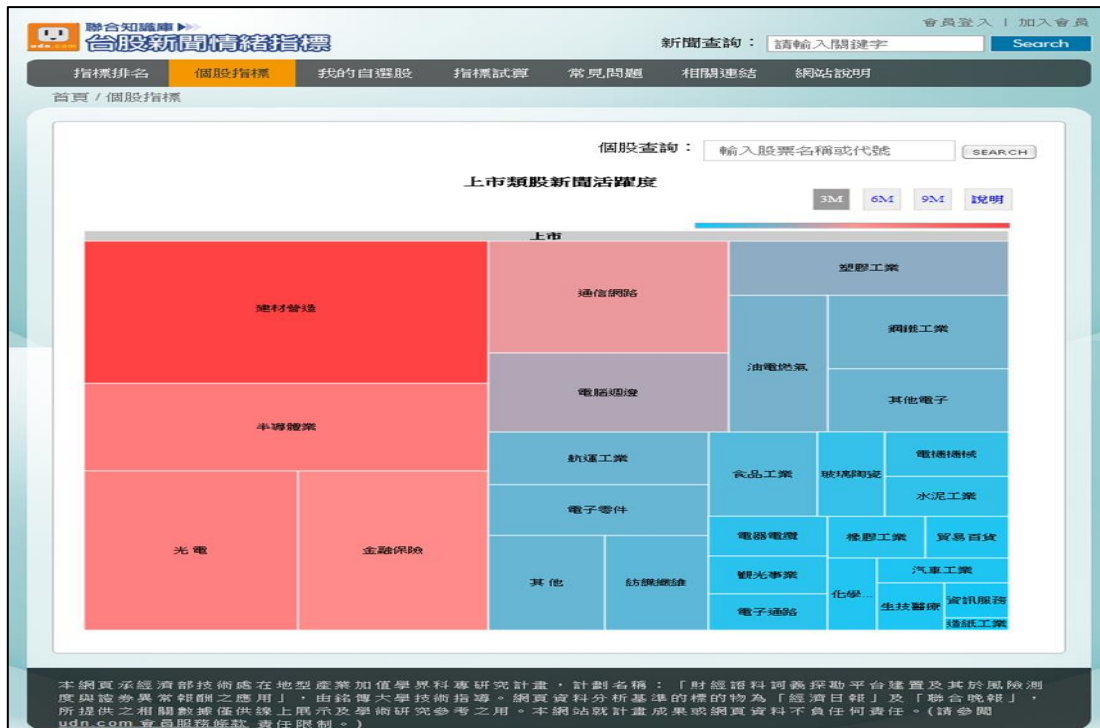 會員登入 | 加入會員
聯合知識庫
udn.com 台股新聞情緒指標
新聞查詢： 請輸入關鍵字 Search
指標排名 個股指標 我的自選股 指標試算 常見問題 相關連結 網站說明
首頁 / 個股指標
個股查詢： 輸入股票名稱或代號 SEARCH
上市類股新聞活躍度
3M 6M 9M 說明
上市
建材營造
半導體業
光電
金融保險
通信網路
電腦週邊
航運工業
電子零件
其他
紡織纖維
塑膠工業
油電燃氣
鋼鐵工業
其他電子
食品工業
玻璃陶瓷
電機機械
水泥工業
電器電纜
橡膠工業
貿易百貨
觀光事業
化學...
汽車工業
電子通路
生技醫療
資訊服務
造紙工業
本網頁承經濟部技術處在地型產業加值學界科專研究計畫，計劃名稱：「財經語料詞義探勘平台建置及其於風險測
度與證券異常報酬之應用」，由銘傳大學技術指導。網頁資料分析基準的標的物為「經濟日報」及「聯合晚報」，
所提供之相關數據僅供線上展示及學術研究參考之用。本網站就計畫成果或網頁資料不負任何責任。(請參閱
udn.com 會員服務條款 責任限制。)